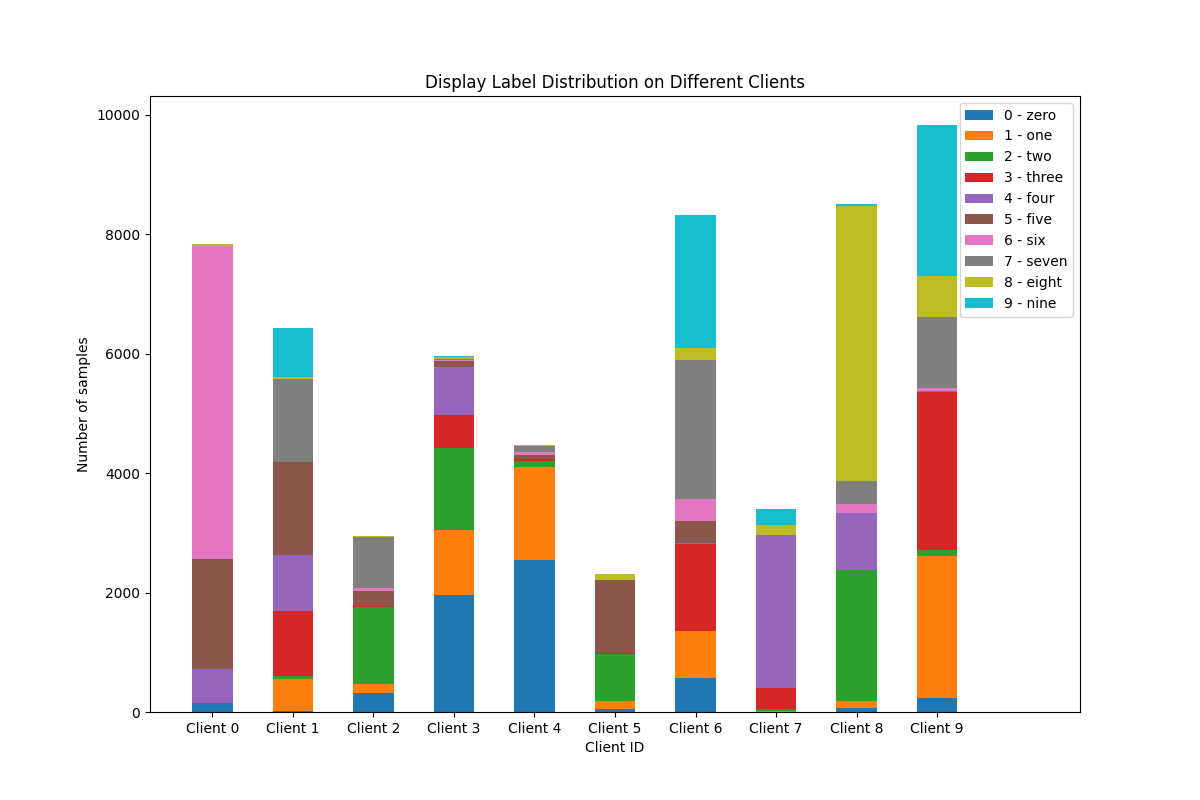 Display Label Distribution on Different Clients
Number of samples
10000
8000
6000
4000
2000
0
0 - zero
1 - one
2 - two
3 - three
4 - four
5 - five
6 - six
7 - seven
8 - eight
9 - nine
Client 0 Client 1 Client 2 Client 3 Client 4 Client 5 Client 6 Client 7 Client 8 Client 9
Client ID